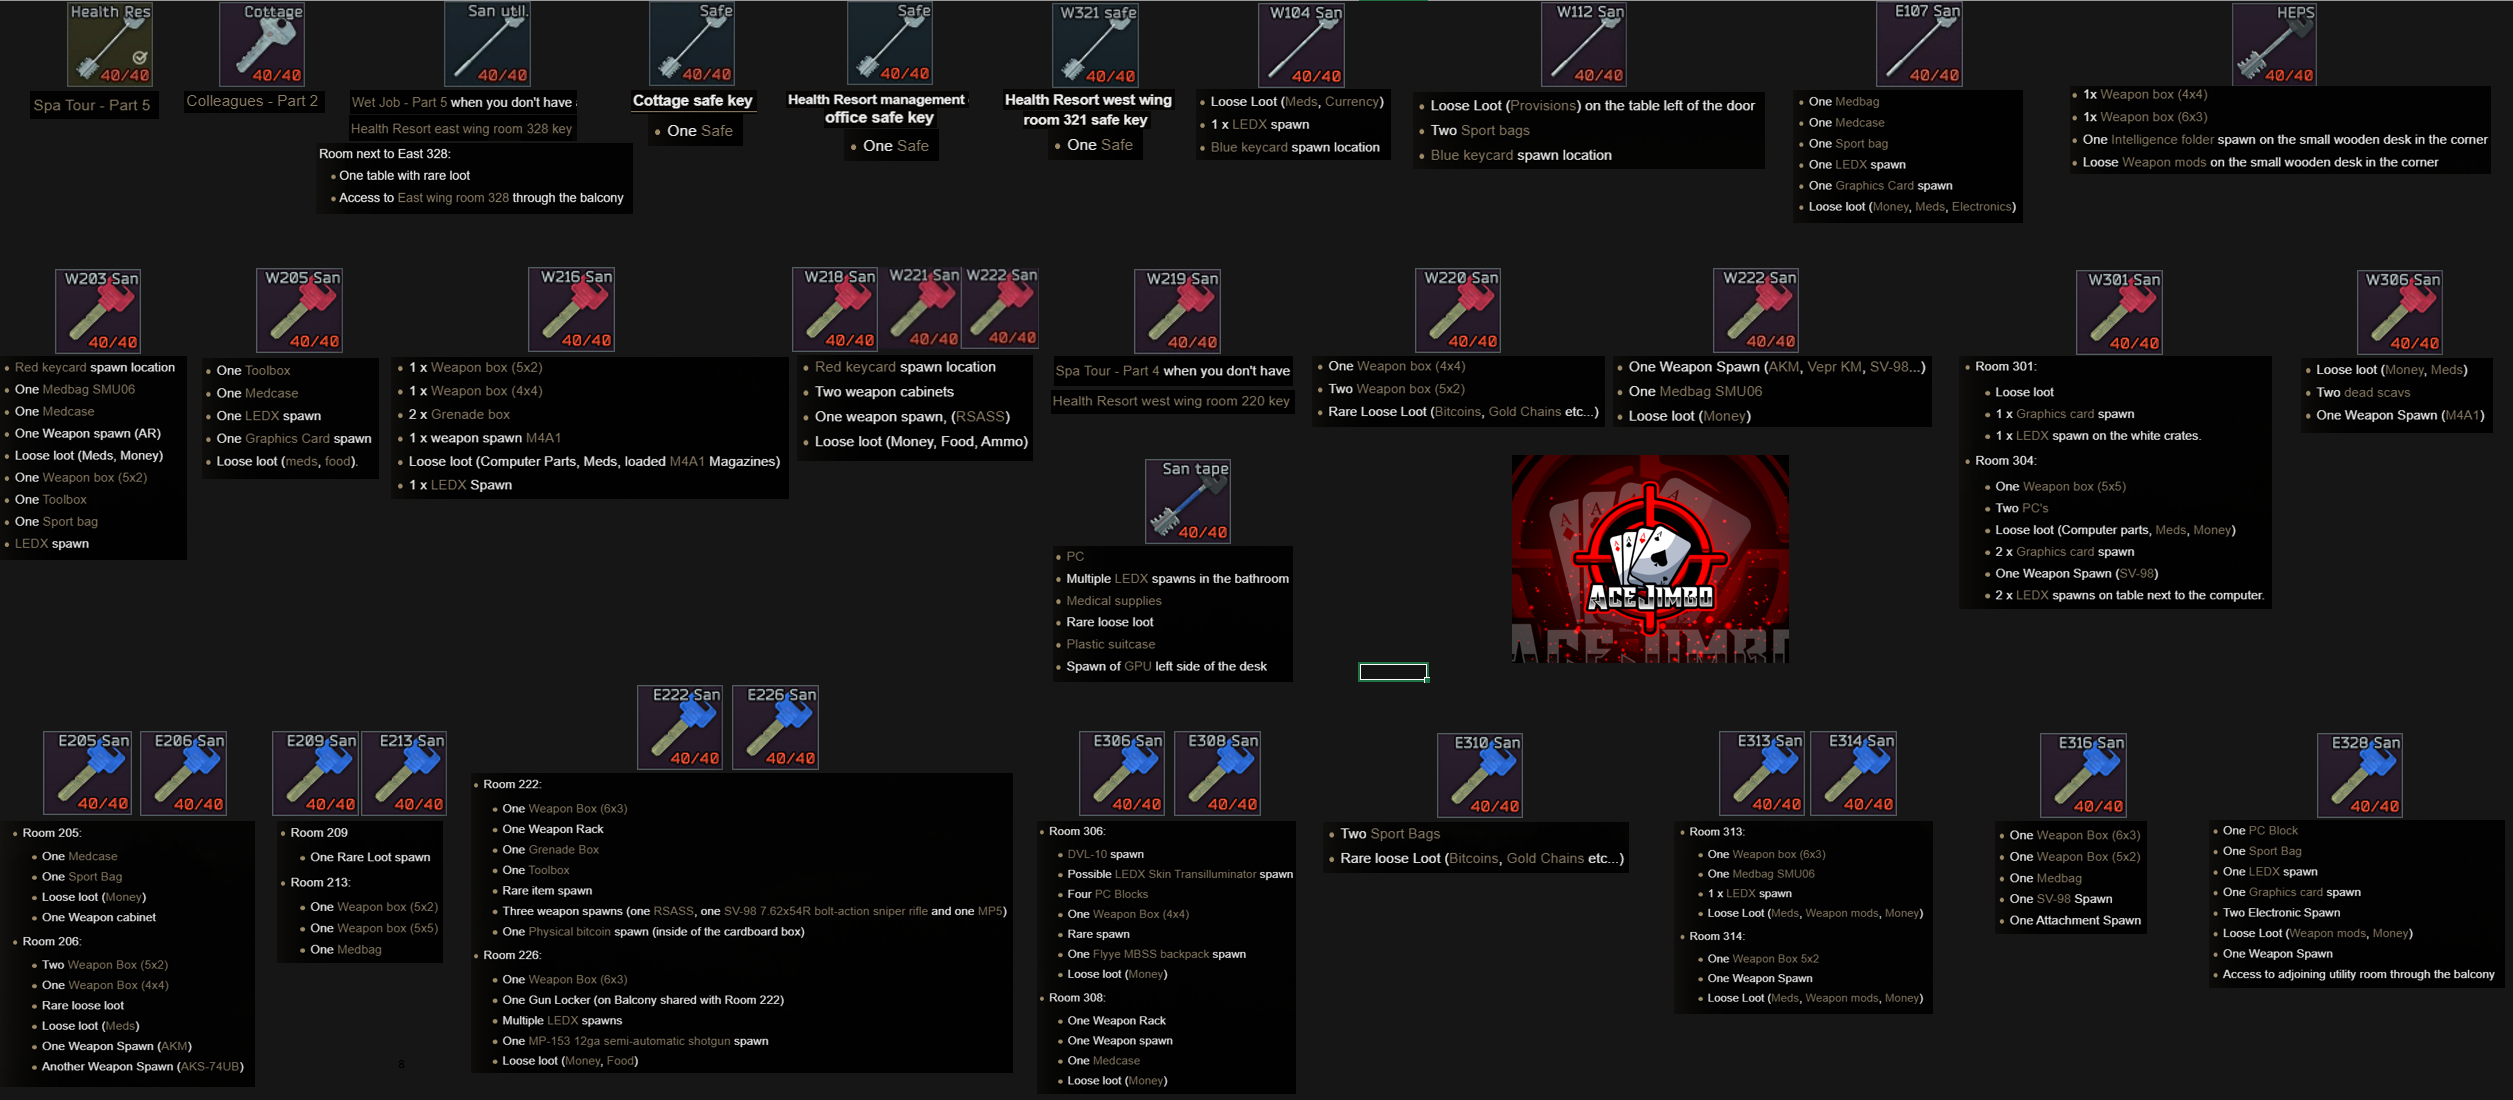 Health Res
40/40
Spa Tour - Part 5
Cottage
40/40
Colleagues - Part 2
San util.
40/40
Wet Job - Part 5 when you don't have
Health Resort east wing room 328 key
Room next to East 328:
One table with rare loot
Access to East wing room 328 through the balcony
Safe
40/40
Cottage safe key
One Safe
Safe
40/40
Health Resort management
office safe key
One Safe
W321 safe
40/40
Health Resort west wing
room 321 safe key
One Safe
W104 San
40/40
Loose Loot (Meds, Currency)
1 x LEDX spawn
Blue keycard spawn location
W112 San
40/40
Loose Loot (Provisions) on the table left of the door
Two Sport bags
Blue keycard spawn location
E107 San
40/40
One Medbag
One Medcase
One Sport bag
One LEDX spawn
One Graphics Card spawn
Loose loot (Money, Meds, Electronics)
HEPS
40/40
1x Weapon box (4x4)
1x Weapon box (6x3)
One Intelligence folder spawn on the small wooden desk in the corner
Loose Weapon mods on the small wooden desk in the corner
W203 San
40/40
Red keycard spawn location
One Medbag SMU06
One Medcase
One Weapon spawn (AR)
Loose loot (Meds, Money)
One Weapon box (5x2)
One Toolbox
One Sport bag
LEDX spawn
W205 San
40/40
One Toolbox
One Medcase
One LEDX spawn
One Graphics Card spawn
Loose loot (meds, food).
W216 San
40/40
1 x Weapon box (5x2)
1 x Weapon box (4x4)
2 x Grenade box
1 x weapon spawn M4A1
Loose loot (Computer Parts, Meds, loaded M4A1 Magazines)
1 x LEDX Spawn
W218 San W221 San W222 San
40/40 40/40 40/40
Red keycard spawn location
Two weapon cabinets
One weapon spawn, (RSASS)
Loose loot (Money, Food, Ammo)
W219 San
40/40
Spa Tour - Part 4 when you don't have
Health Resort west wing room 220 key
W220 San
40/40
One Weapon box (4x4)
Two Weapon box (5x2)
Rare Loose Loot (Bitcoins, Gold Chains etc...)
W222 San
40/40
One Weapon Spawn (AKM, Vepr KM, SV-98...)
One Medbag SMU06
Loose loot (Money)
W301 San
40/40
Room 301:
Loose loot
1 x Graphics card spawn
1 x LEDX spawn on the white crates.
Room 304:
One Weapon box (5x5)
Two PC's
Loose loot (Computer parts, Meds, Money)
2 x Graphics card spawn
One Weapon Spawn (SV-98)
2 x LEDX spawns on table next to the computer.
W306 San
40/40
Loose loot (Money, Meds)
Two dead scavs
One Weapon Spawn (M4A1)
San tape
40/40
PC
Multiple LEDX spawns in the bathroom
Medical supplies
Rare loose loot
Plastic suitcase
Spawn of GPU left side of the desk
ACEJIMBO
ACE JIMBO
E205 San E206 San
40/40 40/40
Room 205:
One Medcase
One Sport Bag
Loose loot (Money)
One Weapon cabinet
Room 206:
Two Weapon Box (5x2)
One Weapon Box (4x4)
Rare loose loot
Loose loot (Meds)
One Weapon Spawn (AKM)
Another Weapon Spawn (AKS-74UB)
E209 San E213 San
40/40 40/40
Room 209
One Rare Loot spawn
Room 213:
One Weapon box (5x2)
One Weapon box (5x5)
One Medbag
8
E222 San E226 San
40/40 40/40
Room 222:
One Weapon Box (6x3)
One Weapon Rack
One Grenade Box
One Toolbox
Rare item spawn
Three weapon spawns (one RSASS, one SV-98 7.62x54R bolt-action sniper rifle and one MP5)
One Physical bitcoin spawn (inside of the cardboard box)
Room 226:
One Weapon Box (6x3)
One Gun Locker (on Balcony shared with Room 222)
Multiple LEDX spawns
One MP-153 12ga semi-automatic shotgun spawn
Loose loot (Money, Food)
E306 San E308 San
40/40 40/40
Room 306:
DVL-10 spawn
Possible LEDX Skin Transilluminator spawn
Four PC Blocks
One Weapon Box (4x4)
Rare spawn
One Flyye MBSS backpack spawn
Loose loot (Money)
Room 308:
One Weapon Rack
One Weapon spawn
One Medcase
Loose loot (Money)
E310 San
40/40
Two Sport Bags
Rare loose Loot (Bitcoins, Gold Chains etc...)
E313 San E314 San
40/40 40/40
Room 313:
One Weapon box (6x3)
One Medbag SMU06
1 x LEDX spawn
Loose Loot (Meds, Weapon mods, Money)
Room 314:
One Weapon Box 5x2
One Weapon Spawn
Loose Loot (Meds, Weapon mods, Money)
E316 San
40/40
One Weapon Box (6x3)
One Weapon Box (5x2)
One Medbag
One SV-98 Spawn
One Attachment Spawn
E328 San
40/40
One PC Block
One Sport Bag
One LEDX spawn
One Graphics card spawn
Two Electronic Spawn
Loose Loot (Weapon mods, Money)
One Weapon Spawn
Access to adjoining utility room through the balcony